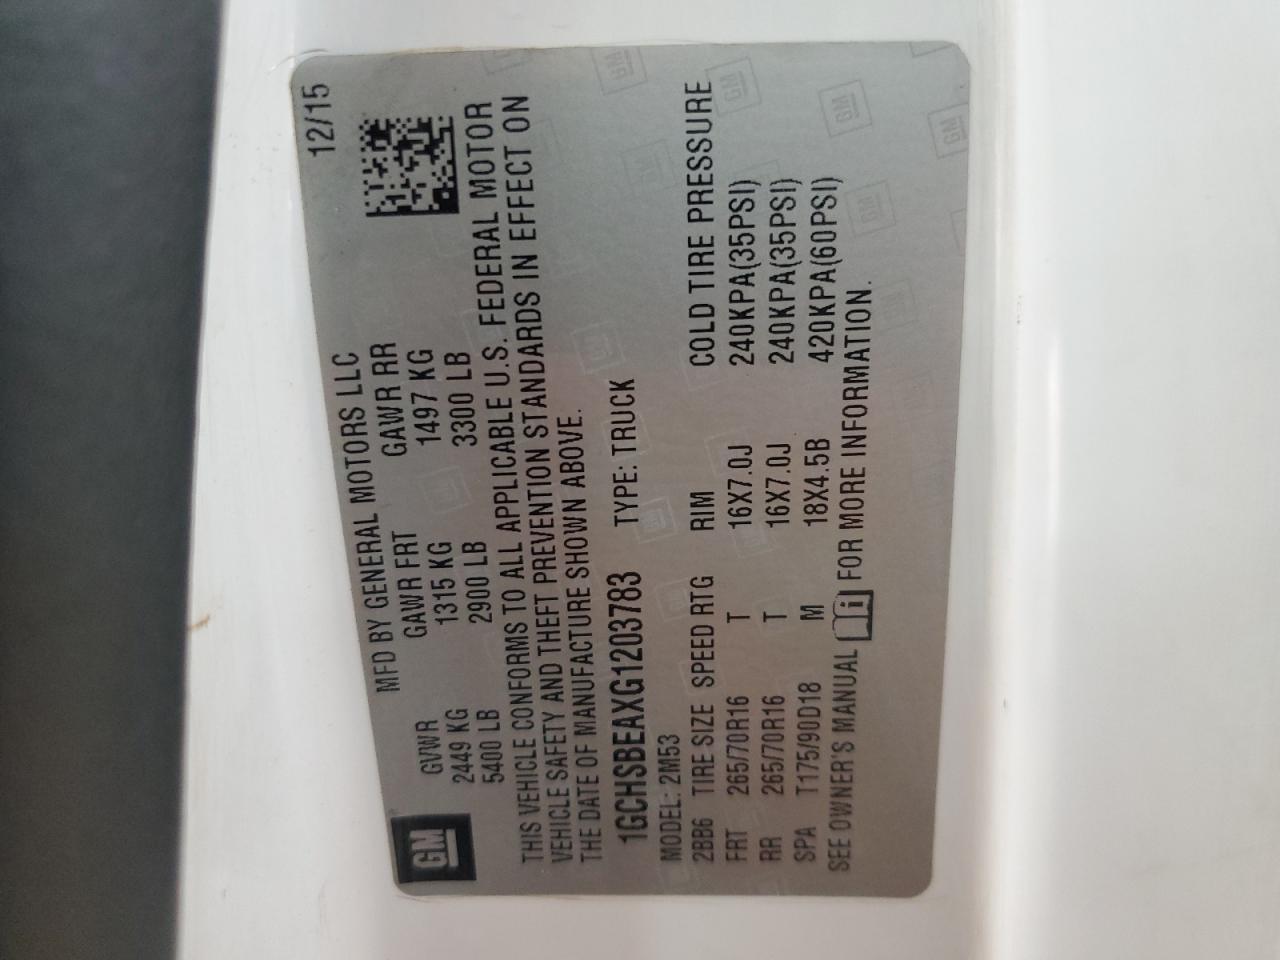 12/15
GM
MFD BY GENERAL MOTORS LLC
GVWR GAWR FRT GAWR RR
2449 KG 1315 KG 1497 KG
5400 LB 2900 LB 3300 LB
THIS VEHICLE CONFORMS TO ALL APPLICABLE U.S. FEDERAL MOTOR
VEHICLE SAFETY AND THEFT PREVENTION STANDARDS IN EFFECT ON
THE DATE OF MANUFACTURE SHOWN ABOVE.
1GCHSBEAXG1203783 TYPE: TRUCK
MODEL: 2M53
2BB6 TIRE SIZE SPEED RTG RIM COLD TIRE PRESSURE
FRT 265/70R16 T 16X7.0J 240KPA(35PSI)
RR 265/70R16 T 16X7.0J 240KPA(35PSI)
SPA T175/90D18 M 18X4.5B 420KPA(60PSI)
SEE OWNER'S MANUAL i FOR MORE INFORMATION.